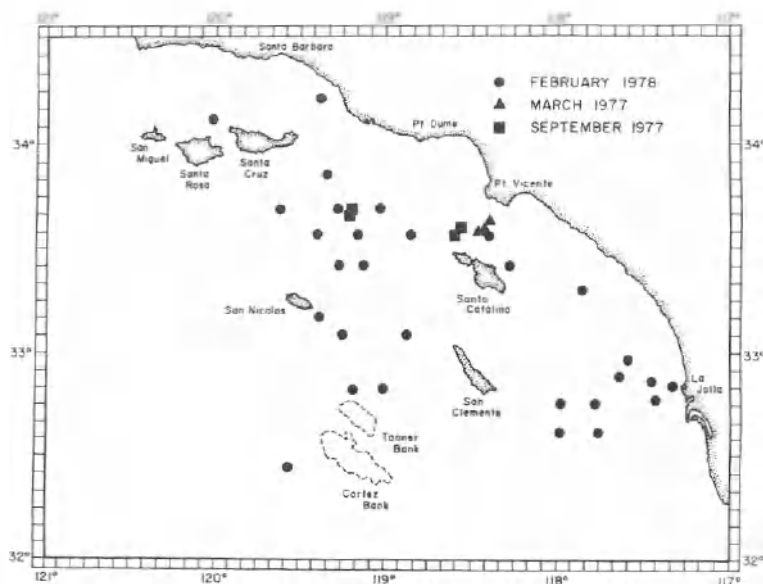 121° 120° 119° 118° 117°
Santa Barbara
FEBRUARY 1978
MARCH 1977
SEPTEMBER 1977
Pt. Dume
34° 34°
San
Miguel
Santa
Rosa
Santa
Cruz
Pt. Vicente
San Nicolas
Santa
Catalina
33° 33°
San
Clemente
La
Jolla
Tanner
Bank
Cortez
Bank
32° 32°
121° 120° 119° 118° 117°